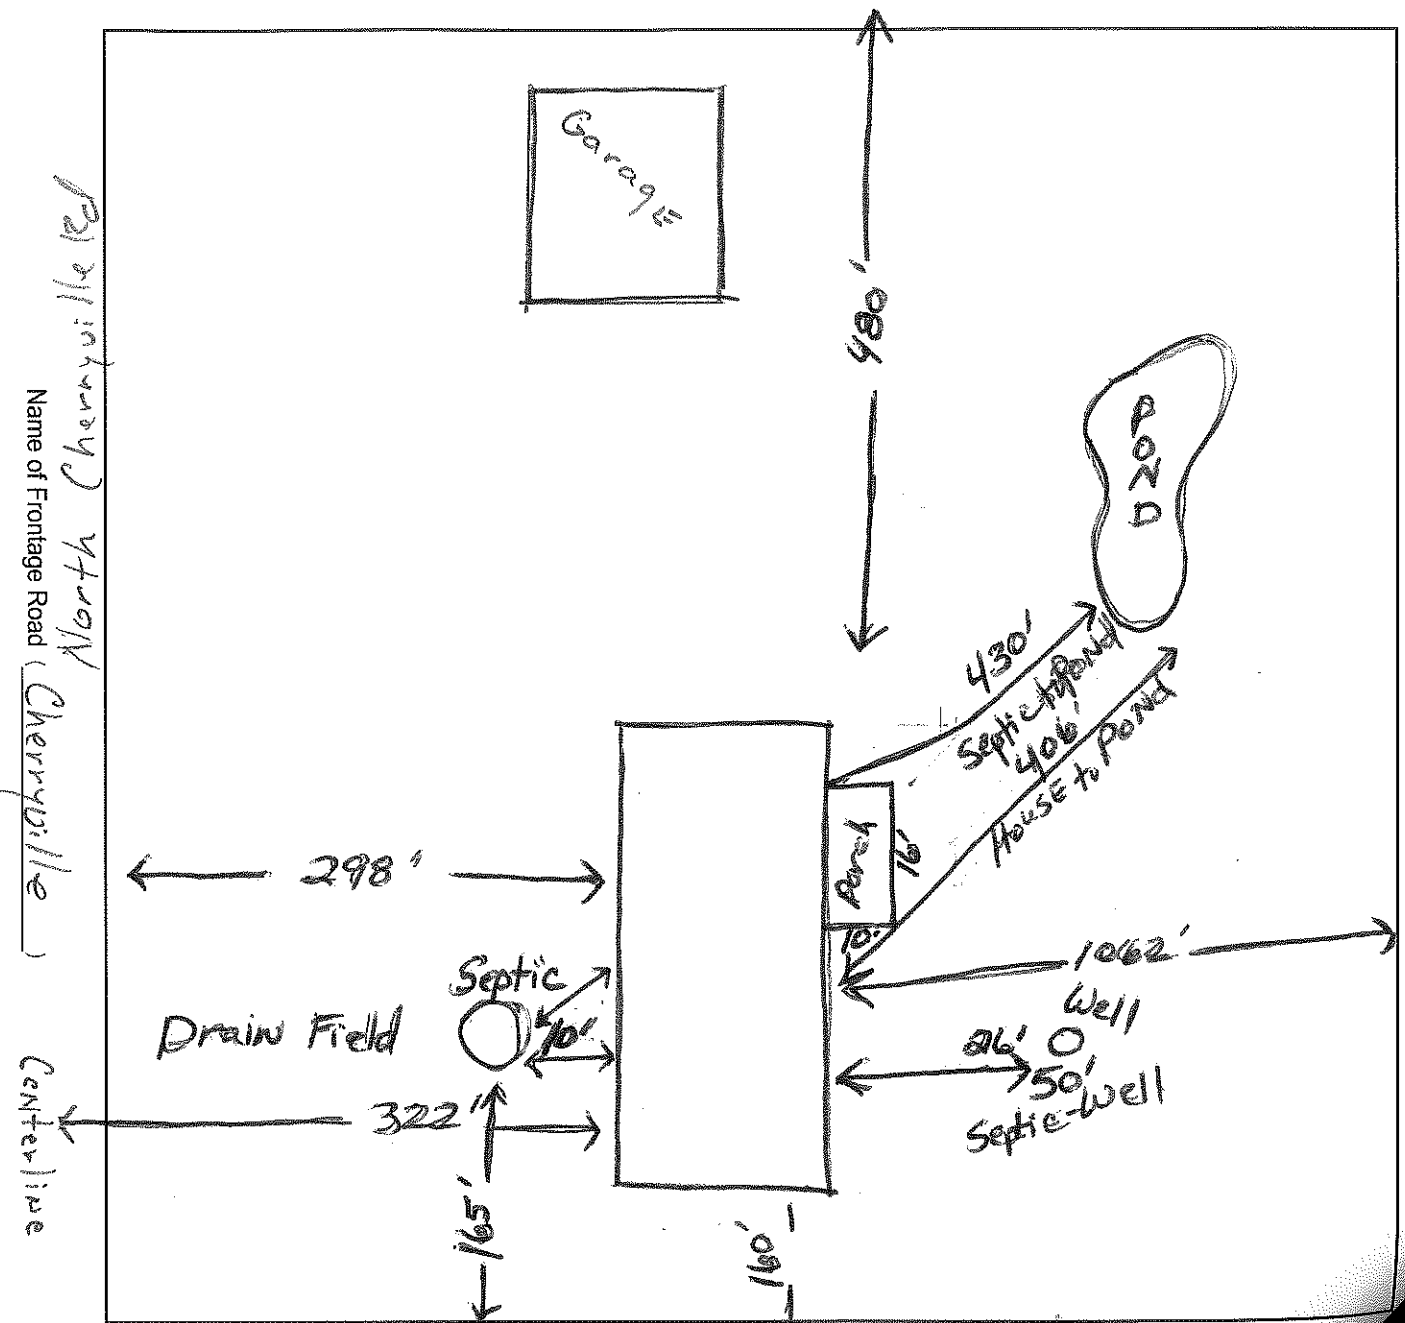 Garage
480'
POND
430'
Septic to Pond
406'
House to Pond
North Cherryville Rd
Name of Frontage Road ( Cherryville )
298'
Porch
16'
10'
1062'
Septic
10'
Drain Field
Well
26'
50'
Septic-Well
322'
Centerline
165'
160'